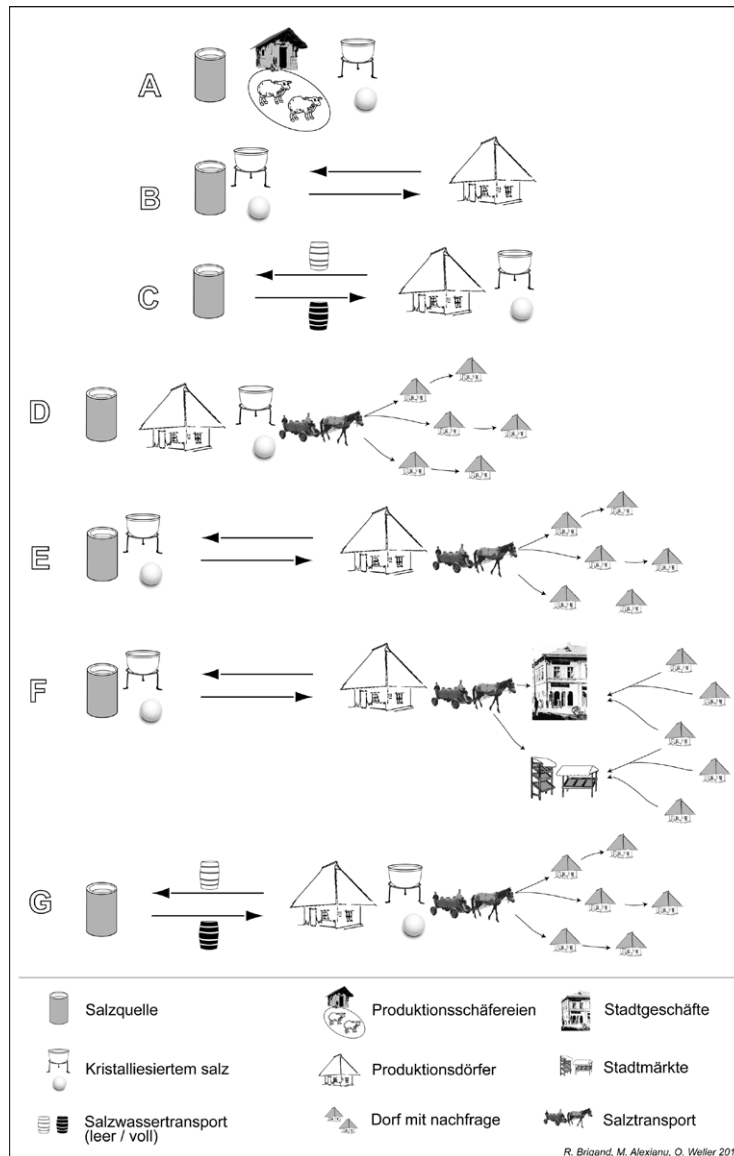 A
B
C
D
E
F
G
Salzquelle
Produktionsschäfereien
Stadtgeschäfte
Kristalliesiertem salz
Produktionsdörfer
Stadtmärkte
Salzwassertransport
(leer / voll)
Dorf mit nachfrage
Salztransport
R. Brigand, M. Alexianu, O. Weller